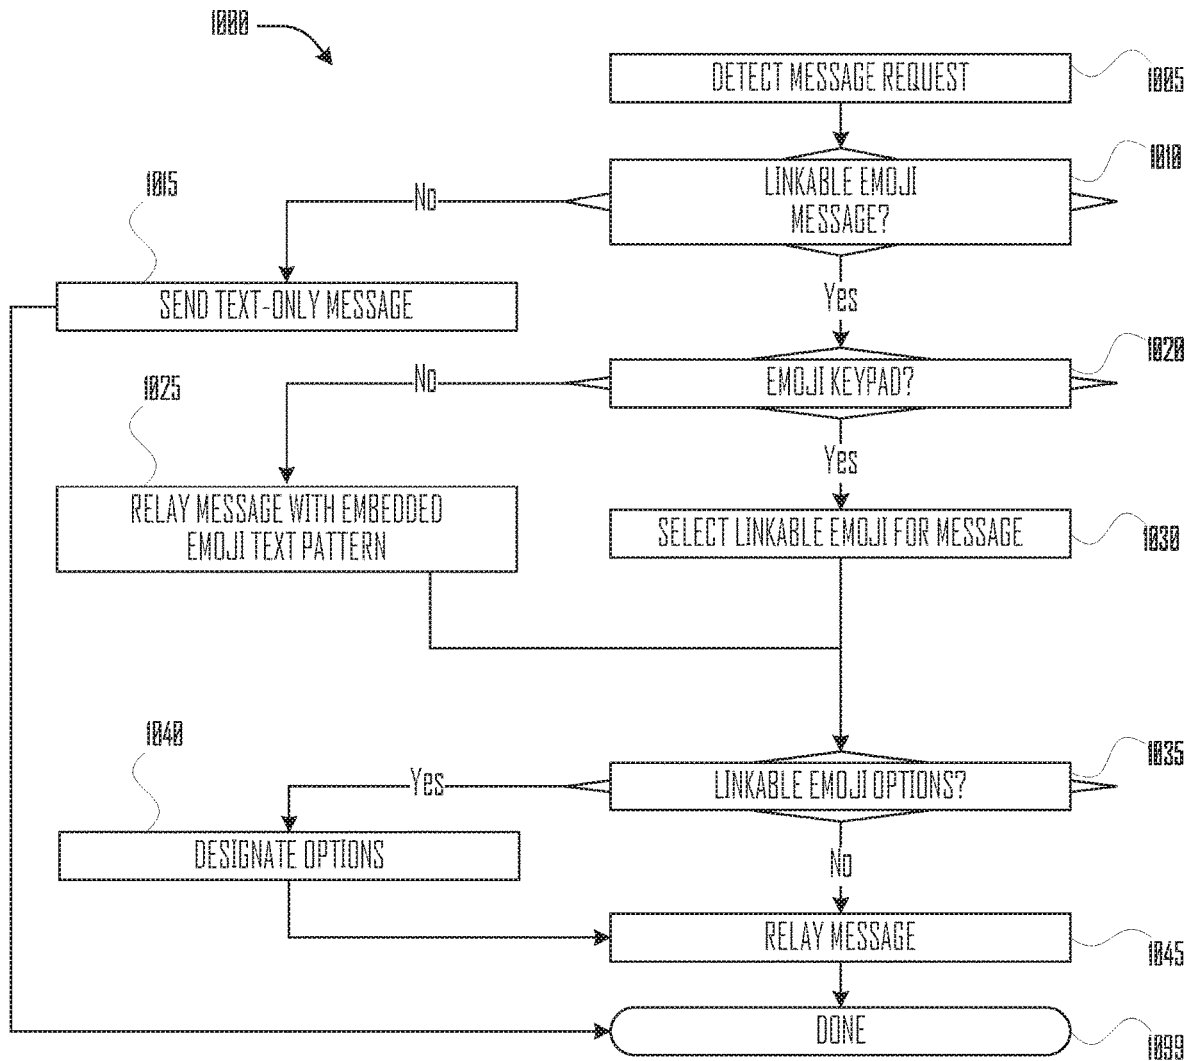 1000
DETECT MESSAGE REQUEST
1005
LINKABLE EMOJI
MESSAGE?
1010
No
1015
SEND TEXT-ONLY MESSAGE
Yes
EMOJI KEYPAD?
1020
No
1025
RELAY MESSAGE WITH EMBEDDED
EMOJI TEXT PATTERN
Yes
SELECT LINKABLE EMOJI FOR MESSAGE
1030
LINKABLE EMOJI OPTIONS?
1035
Yes
1040
DESIGNATE OPTIONS
No
RELAY MESSAGE
1045
DONE
1099